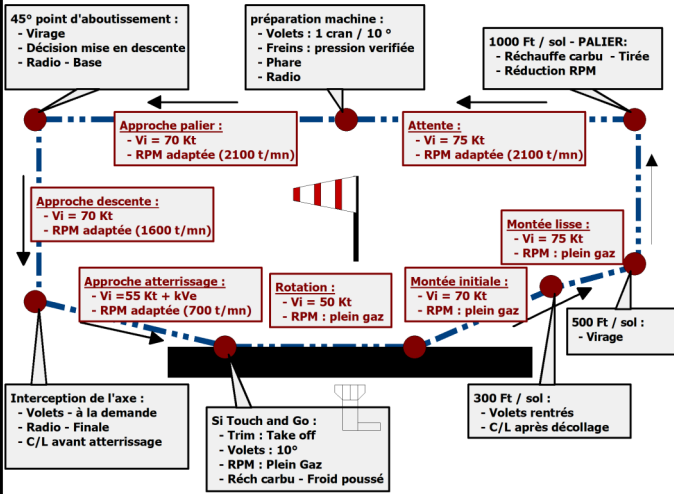 45° point d'aboutissement :
- Virage
- Décision mise en descente
- Radio - Base
préparation machine :
- Volets : 1 cran / 10 °
- Freins : pression verifiée
- Phare
- Radio
1000 Ft / sol - PALIER:
- Réchauffe carbu - Tirée
- Réduction RPM
Approche palier :
- Vi = 70 Kt
- RPM adaptée (2100 t/mn)
Attente :
- Vi = 75 Kt
- RPM adaptée (2100 t/mn)
Approche descente :
- Vi = 70 Kt
- RPM adaptée (1600 t/mn)
Montée lisse :
- Vi = 75 Kt
- RPM : plein gaz
Approche atterrissage :
- Vi =55 Kt + kVe
- RPM adaptée (700 t/mn)
Rotation :
- Vi = 50 Kt
- RPM : plein gaz
Montée initiale :
- Vi = 70 Kt
- RPM : plein gaz
500 Ft / sol :
- Virage
Interception de l'axe :
- Volets - à la demande
- Radio - Finale
- C/L avant atterrissage
Si Touch and Go :
- Trim : Take off
- Volets : 10°
- RPM : Plein Gaz
- Réch carbu - Froid poussé
300 Ft / sol :
- Volets rentrés
- C/L après décollage